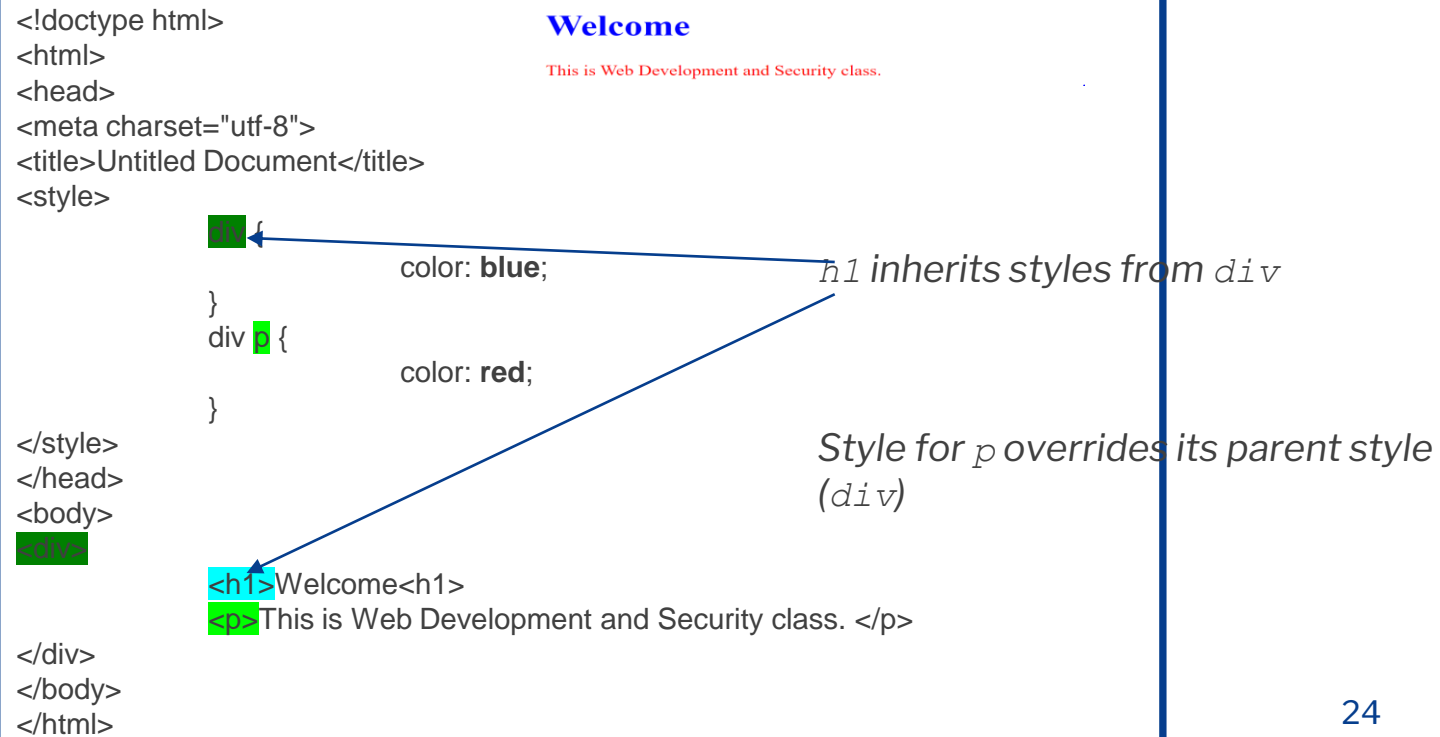 <!doctype html>
<html>
<head>
<meta charset="utf-8">
<title>Untitled Document</title>
<style>
div {
color: blue;
}
div p {
color: red;
}
</style>
</head>
<body>
<div>
<h1>Welcome<h1>
<p>This is Web Development and Security class. </p>
</div>
</body>
</html>
Welcome
This is Web Development and Security class.
h1 inherits styles from div
Style for p overrides its parent style
(div)
24